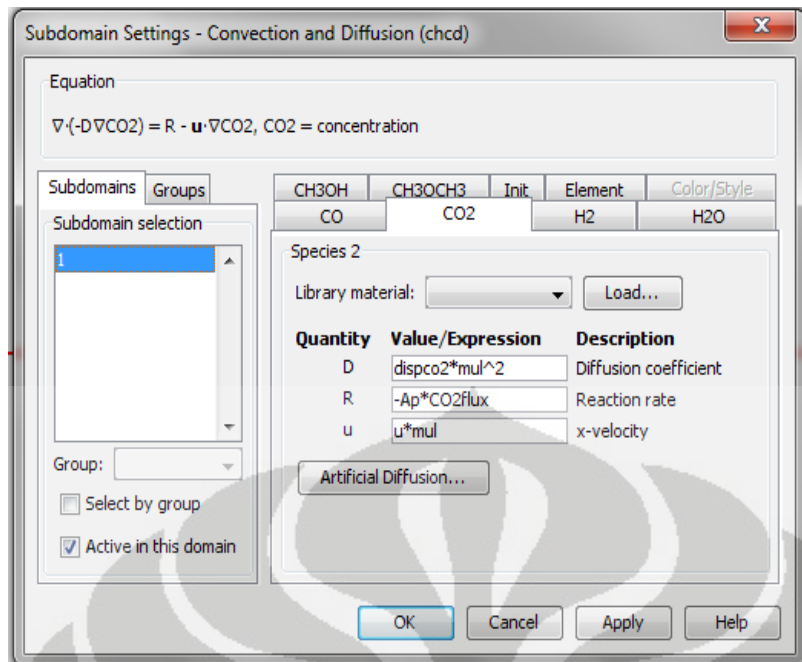 Subdomain Settings - Convection and Diffusion (chcd)
Equation
∇·(-D∇CO2) = R - u·∇CO2, CO2 = concentration
Subdomains Groups
Subdomain selection
1
Group:
Select by group
Active in this domain
CH3OH CH3OCH3 Init Element Color/Style
CO CO2 H2 H2O
Species 2
Library material: Load...
Quantity Value/Expression Description
D dispco2*mul^2 Diffusion coefficient
R -Ap*CO2flux Reaction rate
u u*mul x-velocity
Artificial Diffusion...
OK Cancel Apply Help